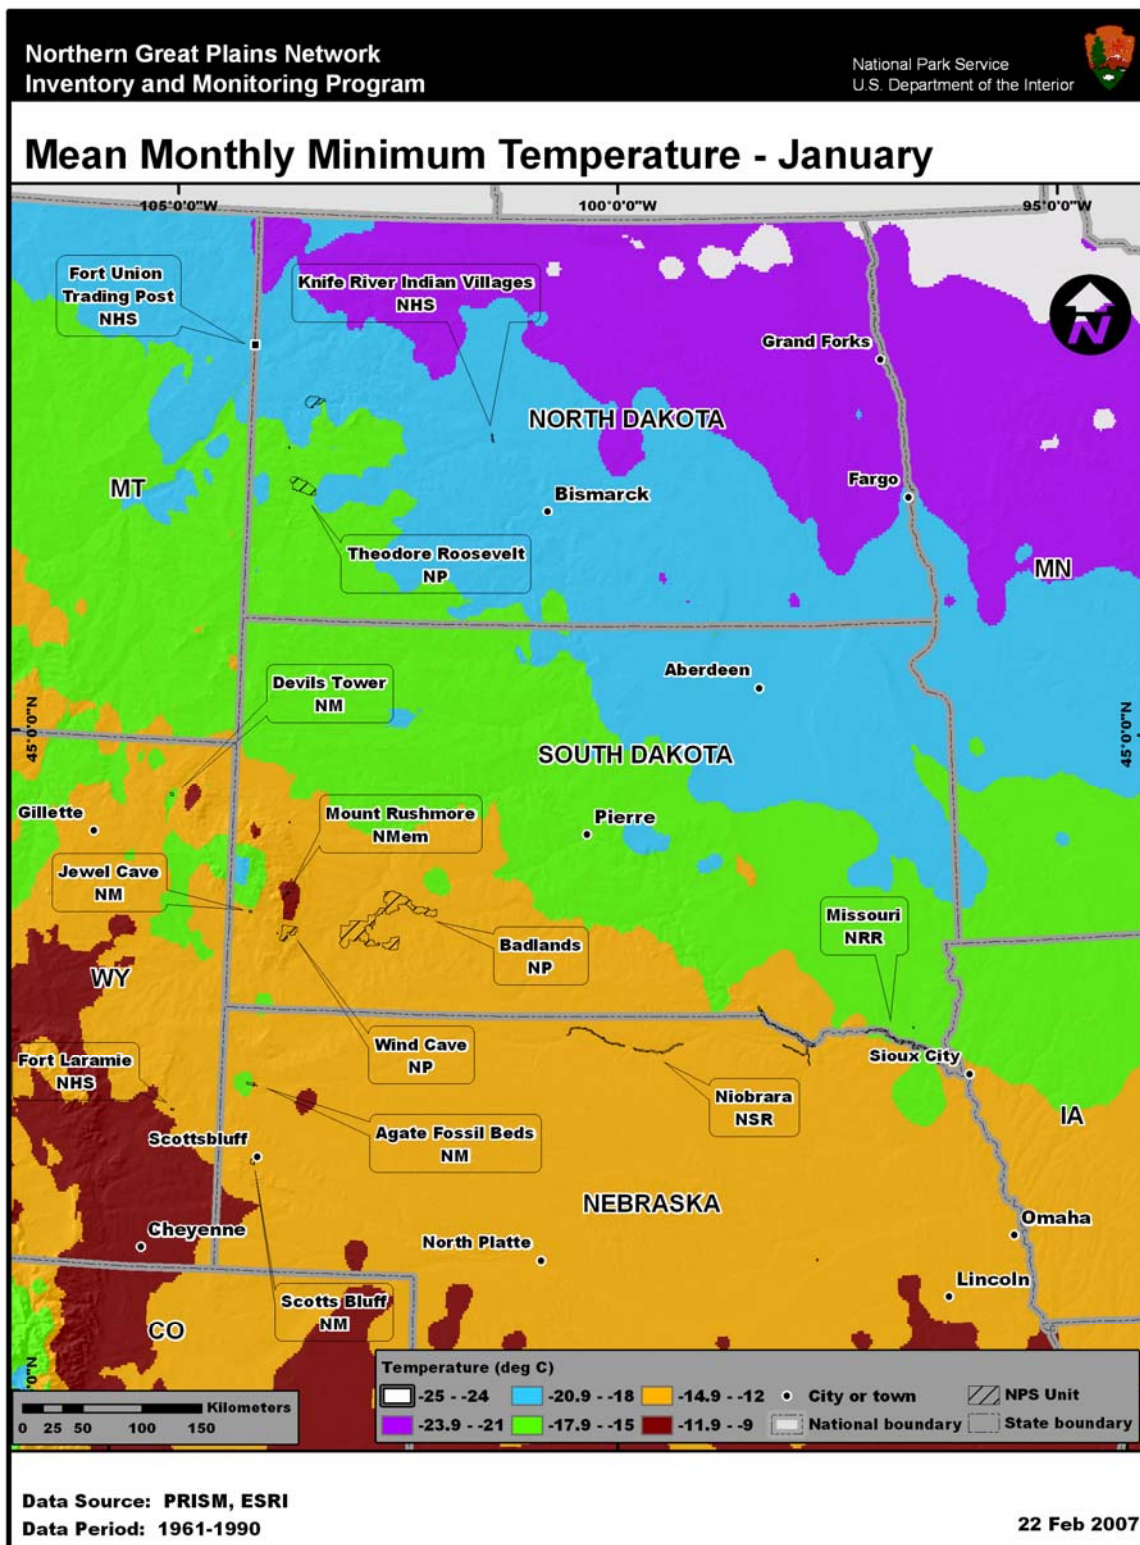 Northern Great Plains Network
Inventory and Monitoring Program
National Park Service
U.S. Department of the Interior
Mean Monthly Minimum Temperature - January
105°0'0"W
100°0'0"W
95°0'0"W
Fort Union
Trading Post
NHS
Knife River Indian Villages
NHS
N
Grand Forks
NORTH DAKOTA
MT
Bismarck
Fargo
Theodore Roosevelt
NP
MN
Aberdeen
Devils Tower
NM
45°0'0"N
45°0'0"N
SOUTH DAKOTA
Gillette
Mount Rushmore
NMem
Pierre
Jewel Cave
NM
Missouri
NRR
Badlands
NP
WY
Wind Cave
NP
Fort Laramie
NHS
Sioux City
Niobrara
NSR
IA
Agate Fossil Beds
NM
Scottsbluff
NEBRASKA
Cheyenne
North Platte
Omaha
Lincoln
Scotts Bluff
NM
CO
0'0"N
Temperature (deg C)
-25 - -24
-20.9 - -18
-14.9 - -12
City or town
NPS Unit
-23.9 - -21
-17.9 - -15
-11.9 - -9
National boundary
State boundary
Kilometers
0 25 50 100 150
Data Source: PRISM, ESRI
Data Period: 1961-1990
22 Feb 2007